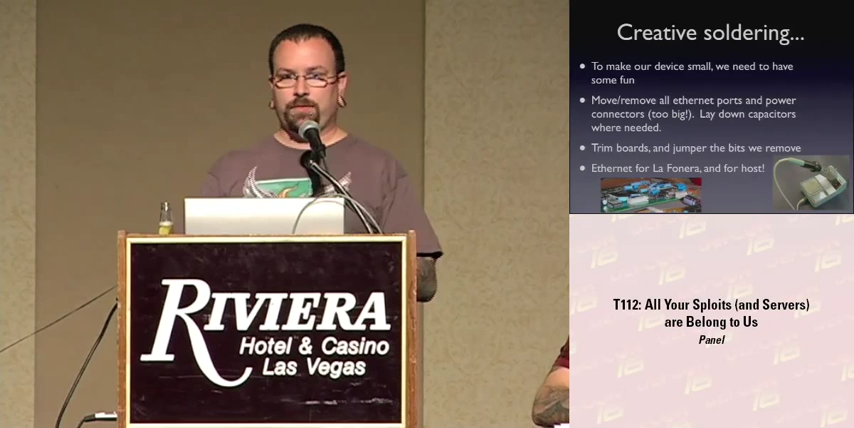 Creative soldering...
• To make our device small, we need to have
some fun
• Move/remove all ethernet ports and power
connectors (too big!). Lay down capacitors
where needed.
• Trim boards, and jumper the bits we remove
• Ethernet for La Fonera, and for host!
RIVIERA
Hotel & Casino
Las Vegas
T112: All Your Sploits (and Servers)
are Belong to Us
Panel